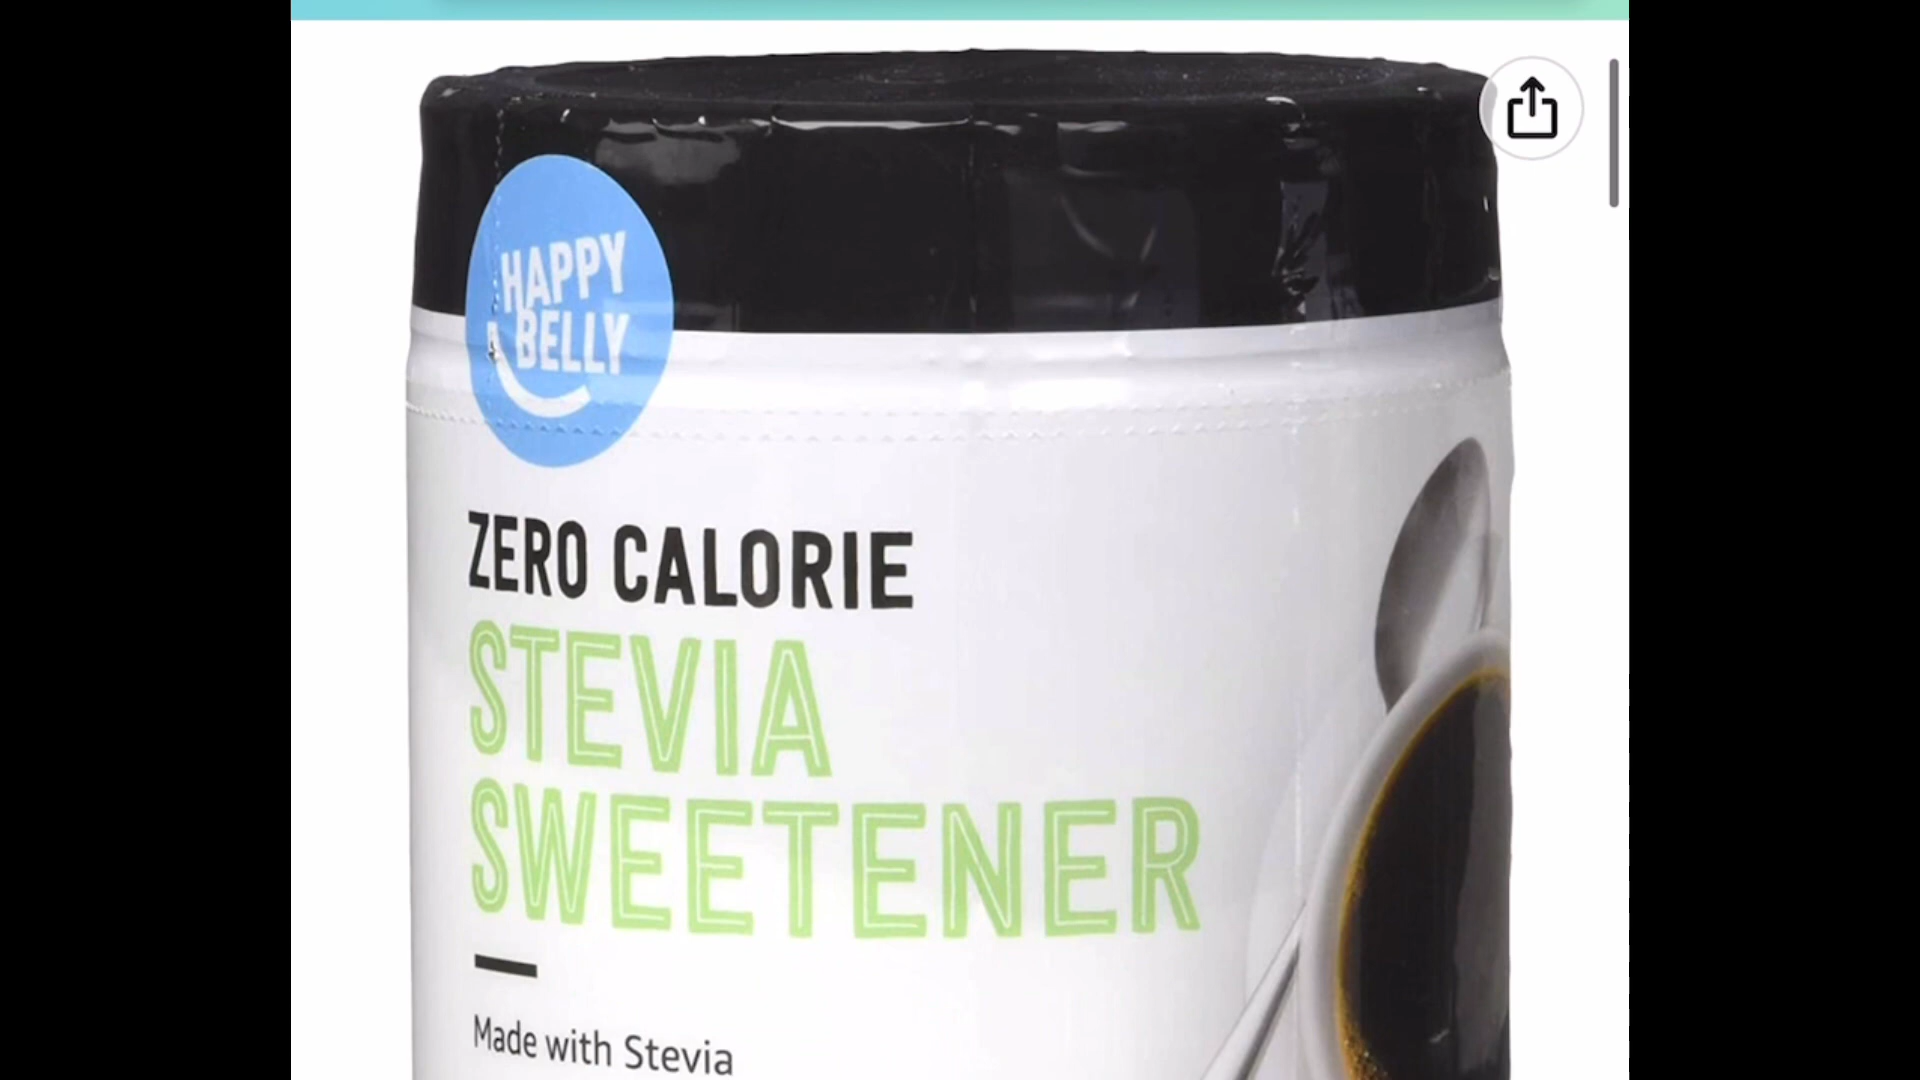 HAPPY
BELLY
ZERO CALORIE
STEVIA
SWEETENER
Made with Stevia